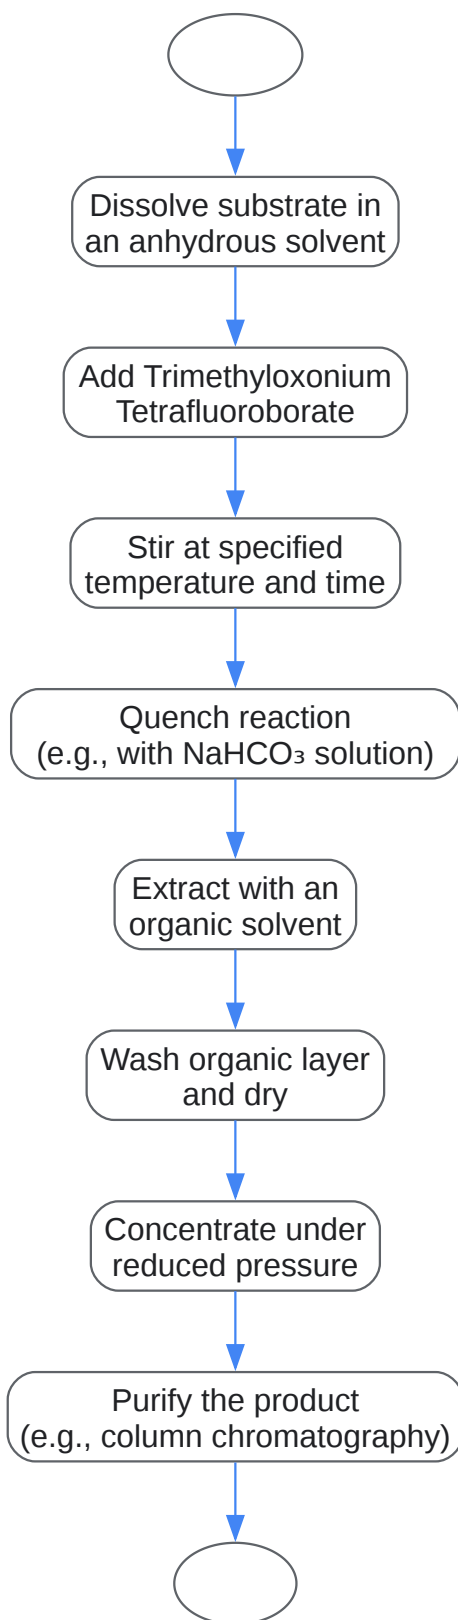 Dissolve substrate in
an anhydrous solvent
Add Trimethyloxonium
Tetrafluoroborate
Stir at specified
temperature and time
Quench reaction
(e.g., with NaHCO₃ solution)
Extract with an
organic solvent
Wash organic layer
and dry
Concentrate under
reduced pressure
Purify the product
(e.g., column chromatography)